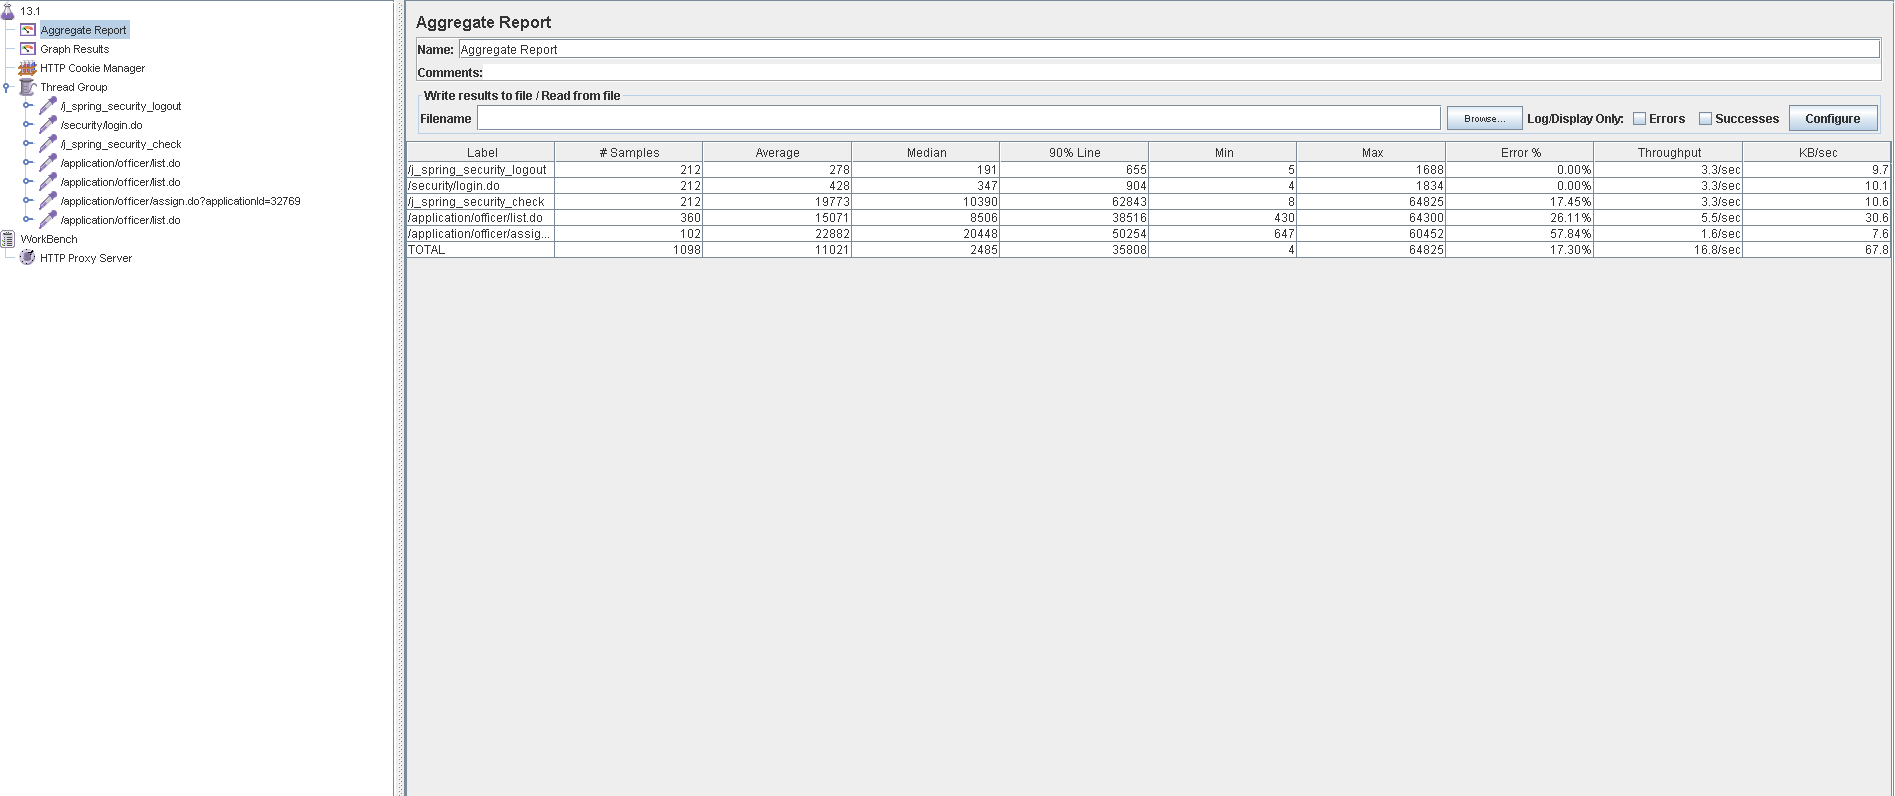 13.1
Aggregate Report
Graph Results
HTTP Cookie Manager
Thread Group
/j_spring_security_logout
/security/login.do
/j_spring_security_check
/application/officer/list.do
/application/officer/list.do
/application/officer/assign.do?applicationId=32769
/application/officer/list.do
WorkBench
HTTP Proxy Server
Aggregate Report
Name: Aggregate Report
Comments:
Write results to file / Read from file
Filename Browse... Log/Display Only: Errors Successes Configure
Label # Samples Average Median 90% Line Min Max Error % Throughput KB/sec
/j_spring_security_logout 212 278 191 655 5 1688 0.00% 3.3/sec 9.7
/security/login.do 212 428 347 904 4 1834 0.00% 3.3/sec 10.1
/j_spring_security_check 212 19773 10390 62843 8 64825 17.45% 3.3/sec 10.6
/application/officer/list.do 360 15071 8506 38516 430 64300 26.11% 5.5/sec 30.6
/application/officer/assig... 102 22882 20448 50254 647 60452 57.84% 1.6/sec 7.6
TOTAL 1098 11021 2485 35808 4 64825 17.30% 16.8/sec 67.8